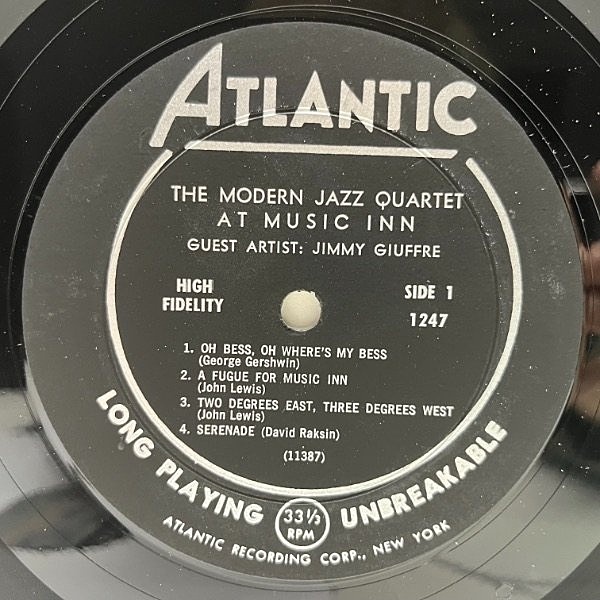 ATLANTIC
THE MODERN JAZZ QUARTET
AT MUSIC INN
GUEST ARTIST: JIMMY GIUFFRE
HIGH
FIDELITY
SIDE 1
1247
1. OH BESS, OH WHERE'S MY BESS
(George Gershwin)
2. A FUGUE FOR MUSIC INN
(John Lewis)
3. TWO DEGREES EAST, THREE DEGREES WEST
(John Lewis)
4. SERENADE (David Raksin)
(11387)
LONG PLAYING
33⅓
RPM
UNBREAKABLE
ATLANTIC RECORDING CORP., NEW YORK